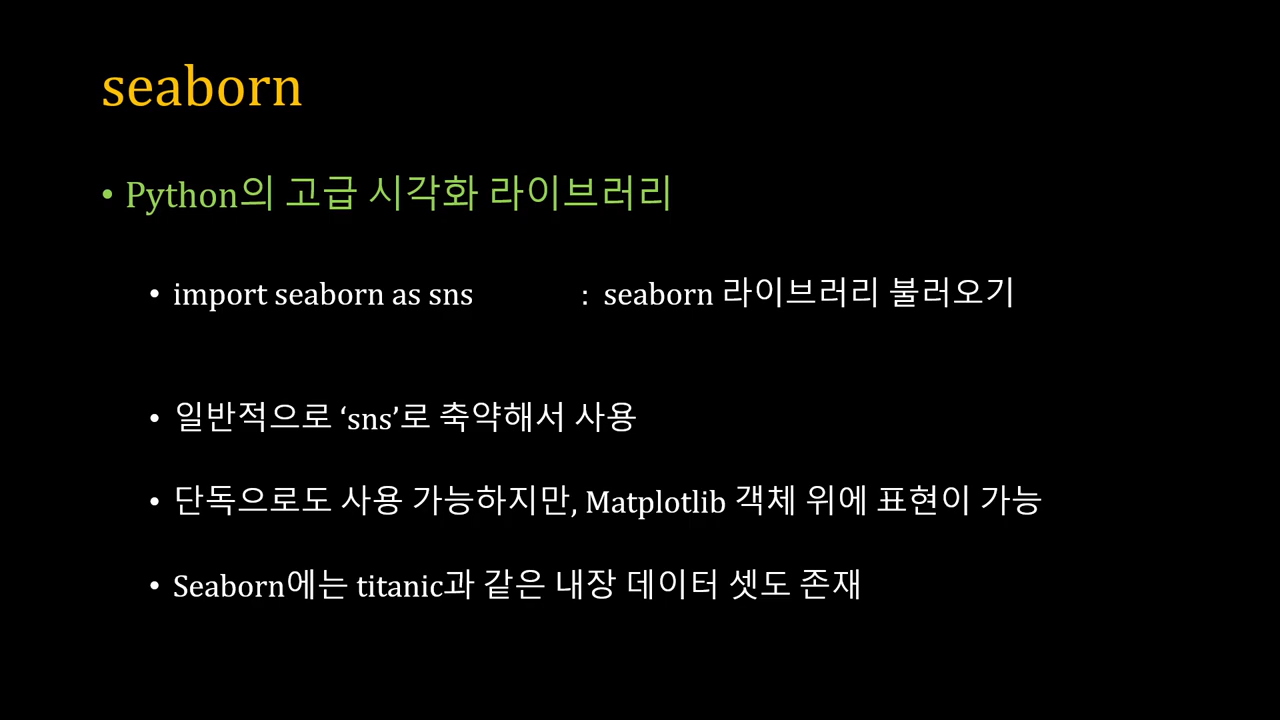 seaborn
• Python의 고급 시각화 라이브러리
• import seaborn as sns : seaborn 라이브러리 불러오기
• 일반적으로 ‘sns’로 축약해서 사용
• 단독으로도 사용 가능하지만, Matplotlib 객체 위에 표현이 가능
• Seaborn에는 titanic과 같은 내장 데이터 셋도 존재